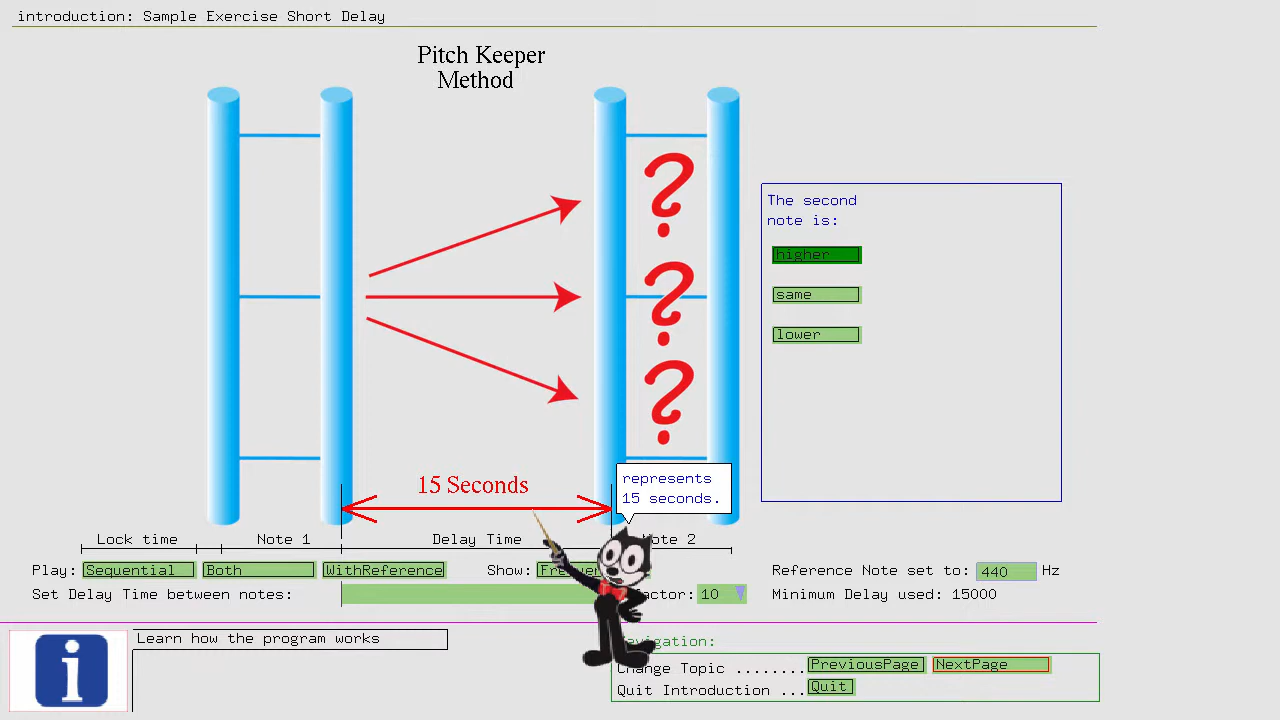 introduction: Sample Exercise Short Delay
Pitch Keeper
Method
The second
note is:
higher
same
lower
? ? ?
15 Seconds
represents
15 seconds.
Lock time Note 1 Delay Time Note 2
Play: Sequential Both WithReference Show:
Reference Note set to: 440 Hz
Set Delay Time between notes: 10
Minimum Delay used: 15000
i
Learn how the program works
Change Topic ........ PreviousPage NextPage
Quit Introduction ... Quit